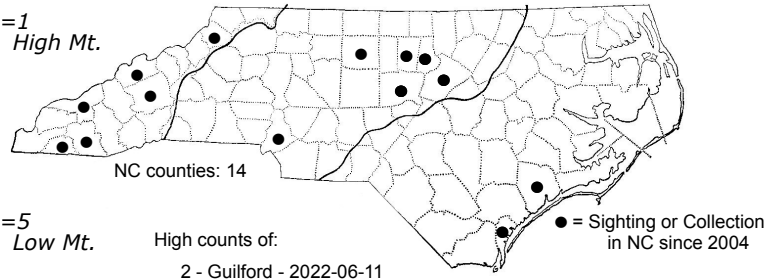 =1
High Mt.
NC counties: 14
● = Sighting or Collection
in NC since 2004
=5
Low Mt.
High counts of:
2 - Guilford - 2022-06-11